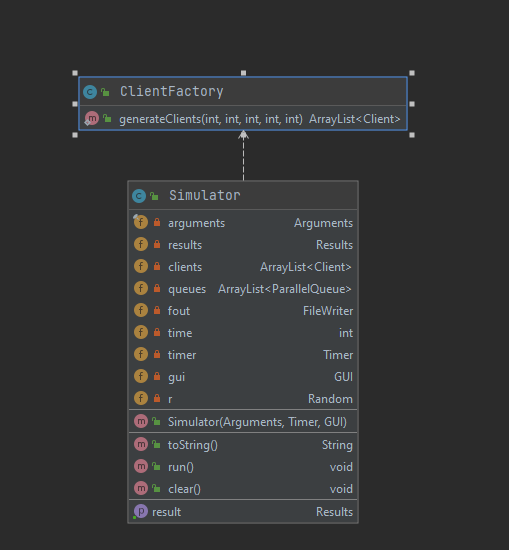 ClientFactory
generateClients(int, int, int, int, int) ArrayList<Client>
Simulator
arguments Arguments
results Results
clients ArrayList<Client>
queues ArrayList<ParallelQueue>
fout FileWriter
time int
timer Timer
gui GUI
r Random
Simulator(Arguments, Timer, GUI)
toString() String
run() void
clear() void
result Results